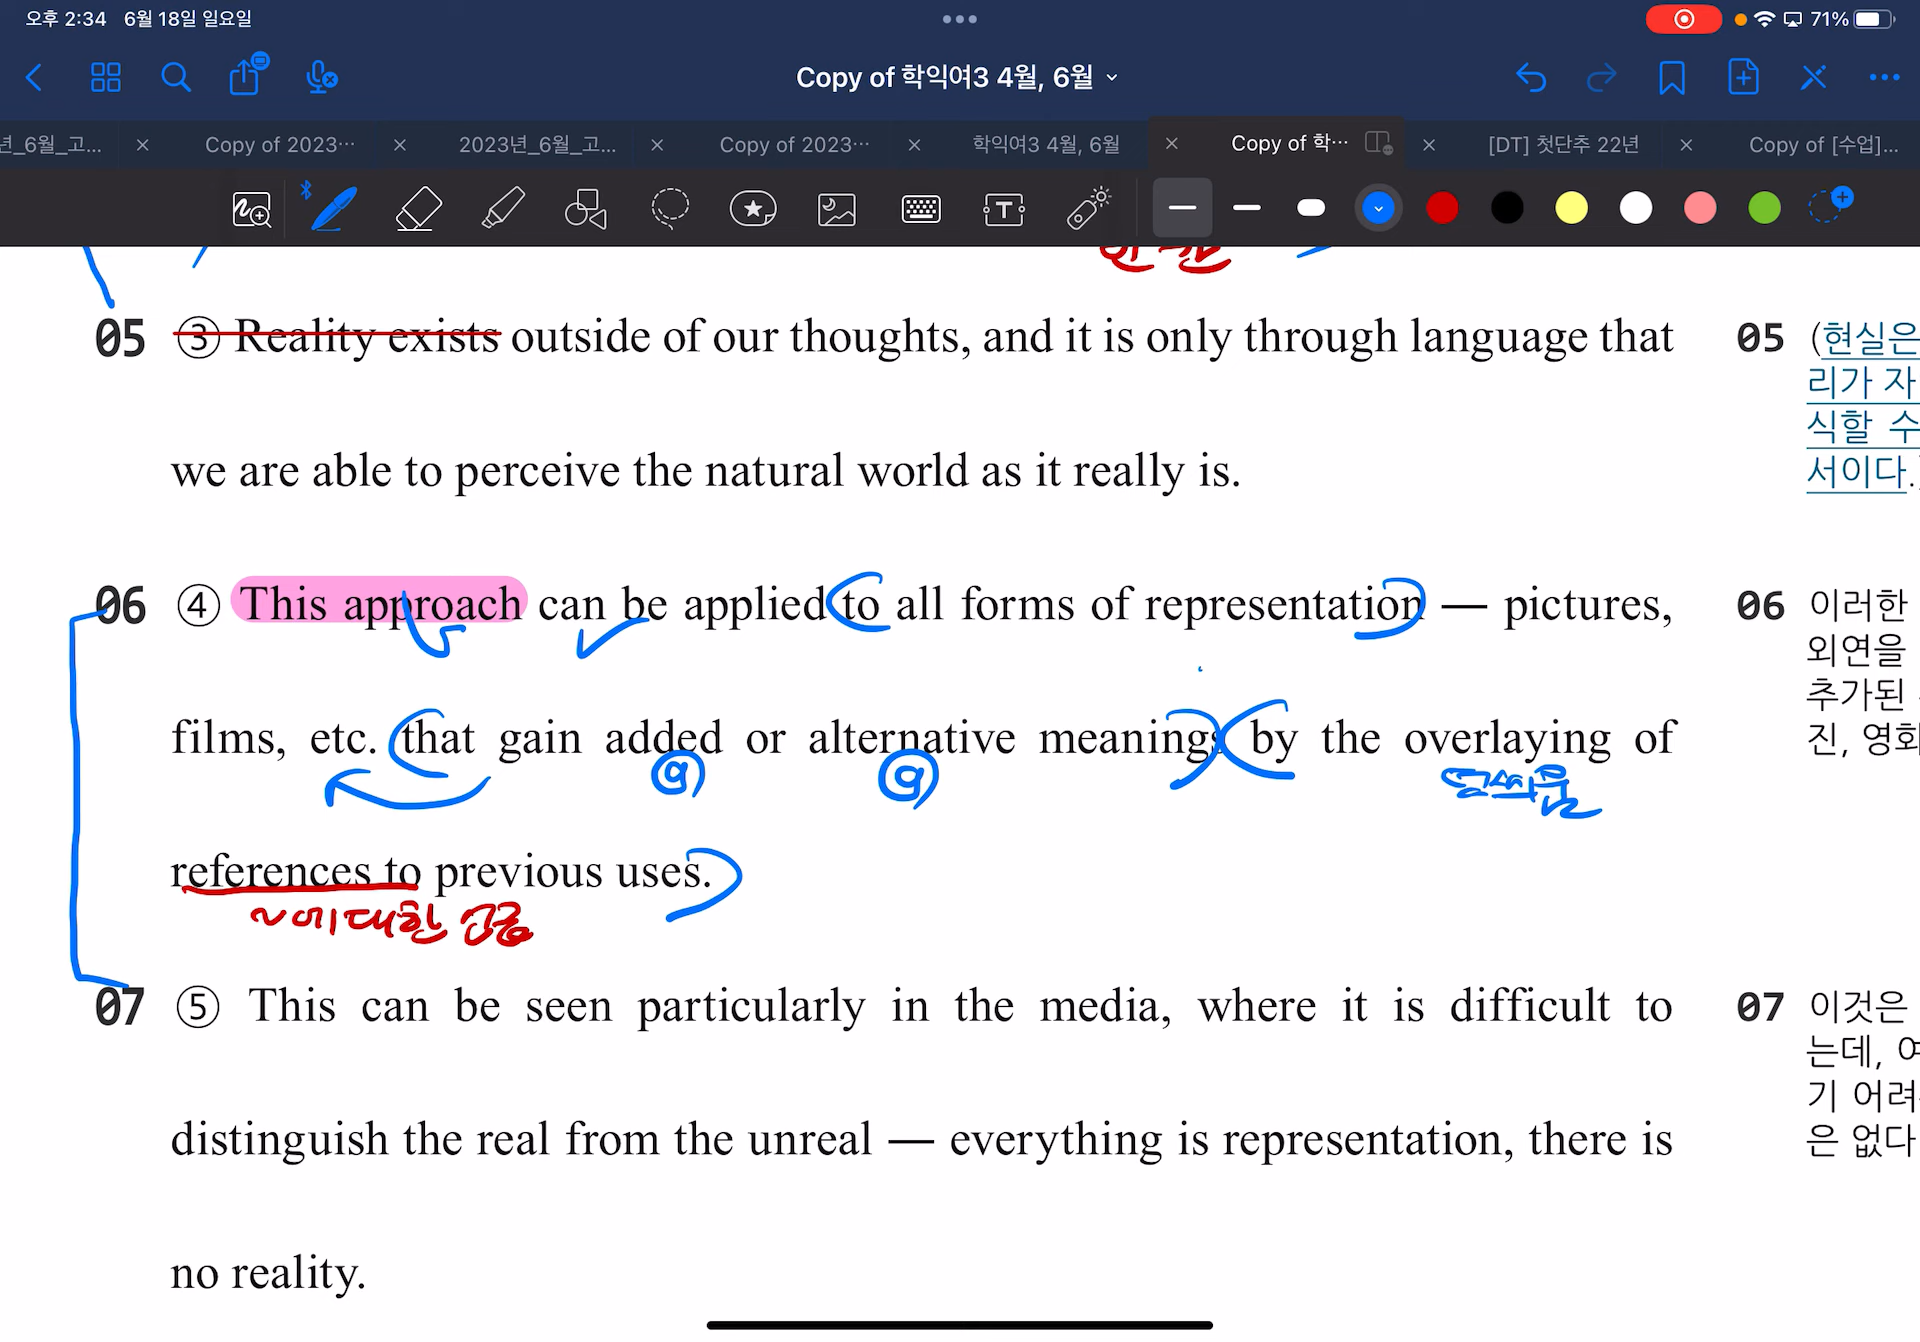 오후 2:34 6월 18일 일요일
71%
Copy of 학익여3 4월, 6월
년_6월_고...
Copy of 2023...
2023년_6월_고...
Copy of 2023...
학익여3 4월, 6월
Copy of 학...
[DT] 첫단추 22년
Copy of [수업]...
05 ③ Reality exists outside of our thoughts, and it is only through language that
we are able to perceive the natural world as it really is.
05 (현실은
리가 자
식할 수
서이다.
06 ④ This approach can be applied to all forms of representation — pictures,
films, etc. that gain added or alternative meanings by the overlaying of
ⓐ ⓐ 덧씌움
references to previous uses.
~에 대한 언급
06 이러한
외연을
추가된
진, 영화
07 ⑤ This can be seen particularly in the media, where it is difficult to
distinguish the real from the unreal — everything is representation, there is
no reality.
07 이것은
는데, 여
기 어려
은 없다